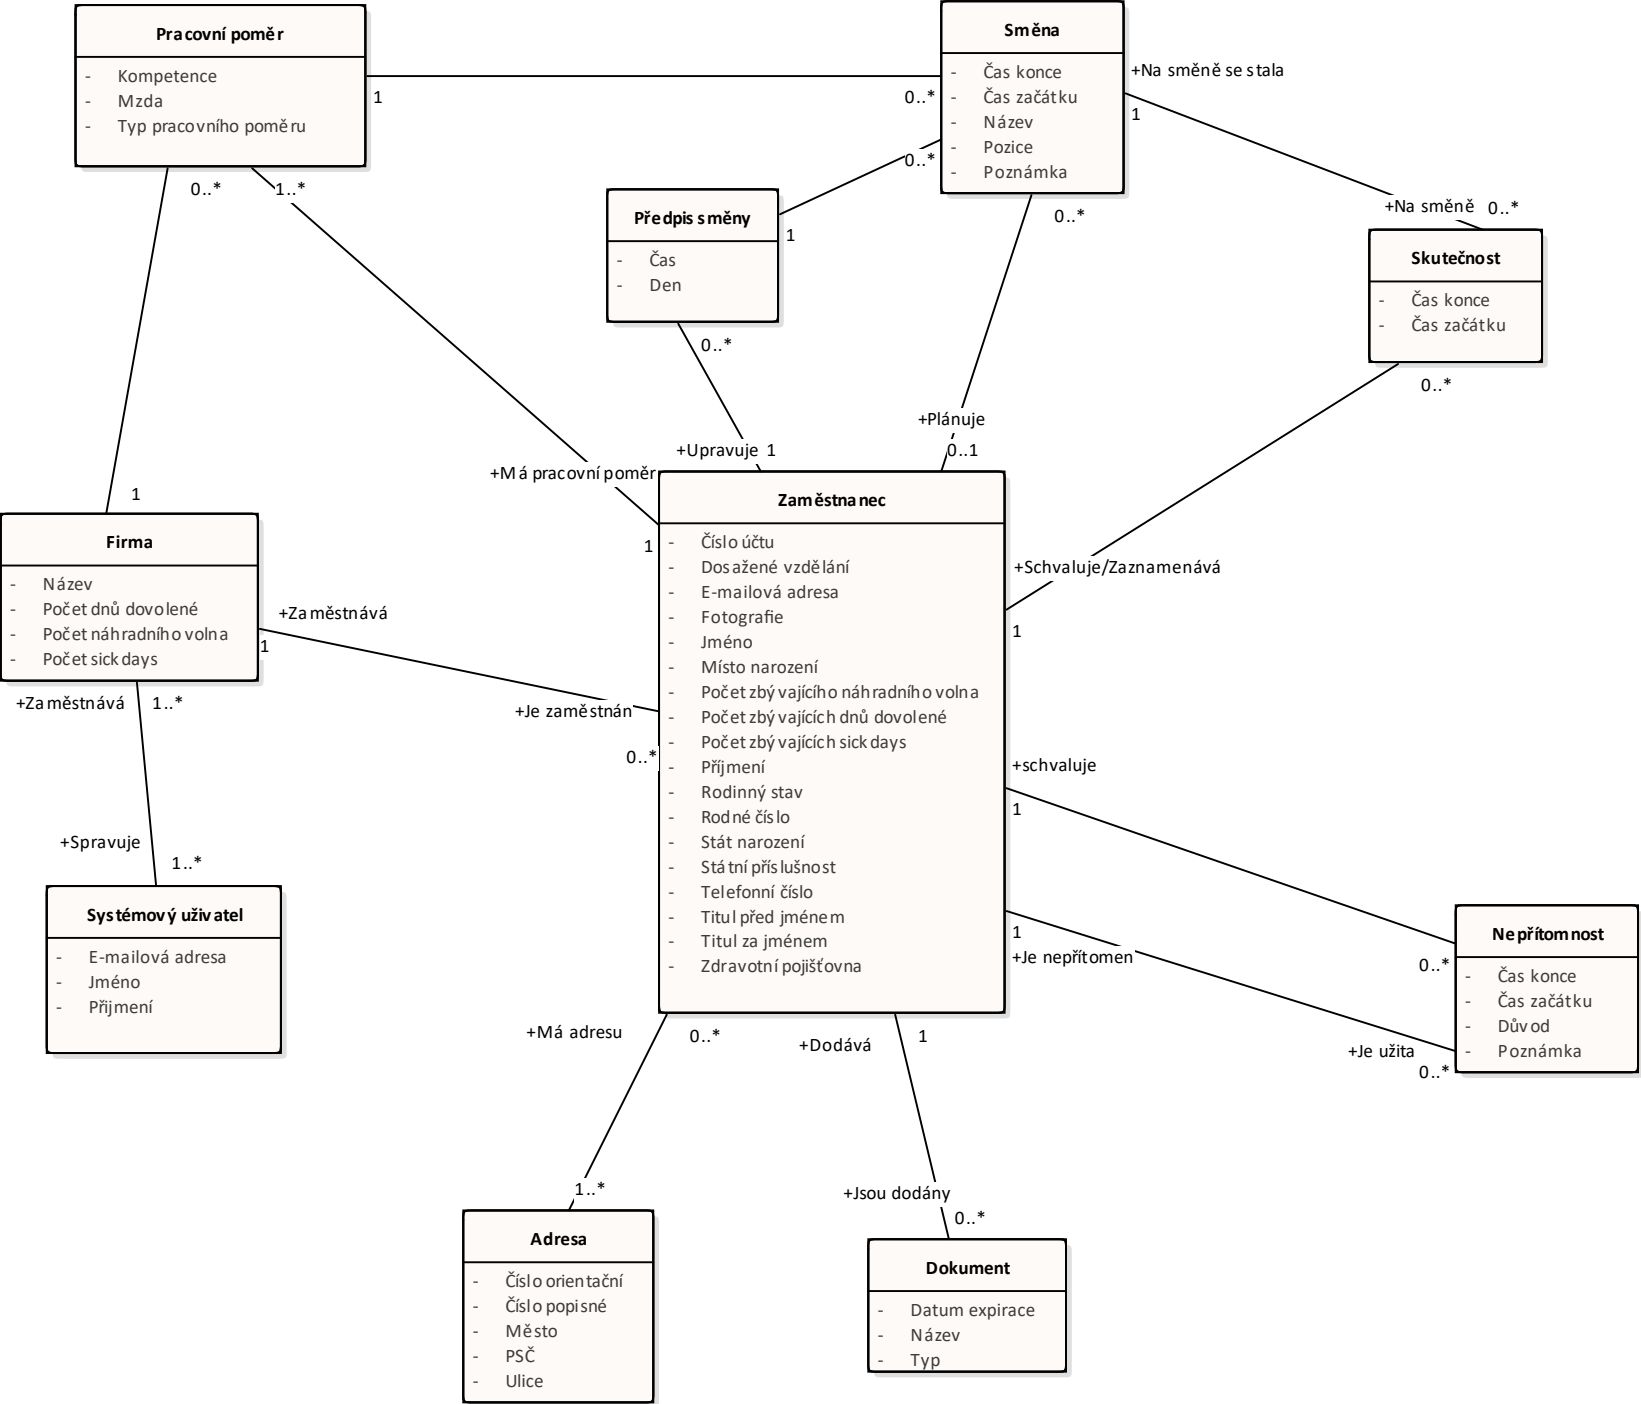 Pracovní poměr
- Kompetence
- Mzda
- Typ pracovního poměru
1
0..*
Směna
- Čas konce
- Čas začátku
- Název
- Pozice
- Poznámka
+Na směně se stala
1
0..*
0..*
1..*
Předpis směny
- Čas
- Den
1
0..*
+Na směně
0..*
Skutečnost
- Čas konce
- Čas začátku
0..*
0..*
+Plánuje
0..1
+Upravuje 1
+Má pracovní poměr
1
1
Firma
- Název
- Počet dnů dovolené
- Počet náhradního volna
- Počet sickdays
+Zaměstnává
1
+Je zaměstnán
0..*
Zaměstnanec
- Číslo účtu
- Dosažené vzdělání
- E-mailová adresa
- Fotografie
- Jméno
- Místo narození
- Počet zbývajícího náhradního volna
- Počet zbývajících dnů dovolené
- Počet zbývajících sickdays
- Příjmení
- Rodinný stav
- Rodné číslo
- Stát narození
- Státní příslušnost
- Telefonní číslo
- Titul před jménem
- Titul za jménem
- Zdravotní pojišťovna
+Schvaluje/Zaznamenává
1
+Zaměstnává
1..*
+Spravuje
1..*
Systémový uživatel
- E-mailová adresa
- Jméno
- Přijmení
+schvaluje
1
1
+Je nepřítomen
0..*
+Je užita
0..*
Nepřítomnost
- Čas konce
- Čas začátku
- Důvod
- Poznámka
+Má adresu
0..*
+Dodává
1
1..*
+Jsou dodány
0..*
Adresa
- Číslo orientační
- Číslo popisné
- Město
- PSČ
- Ulice
Dokument
- Datum expirace
- Název
- Typ